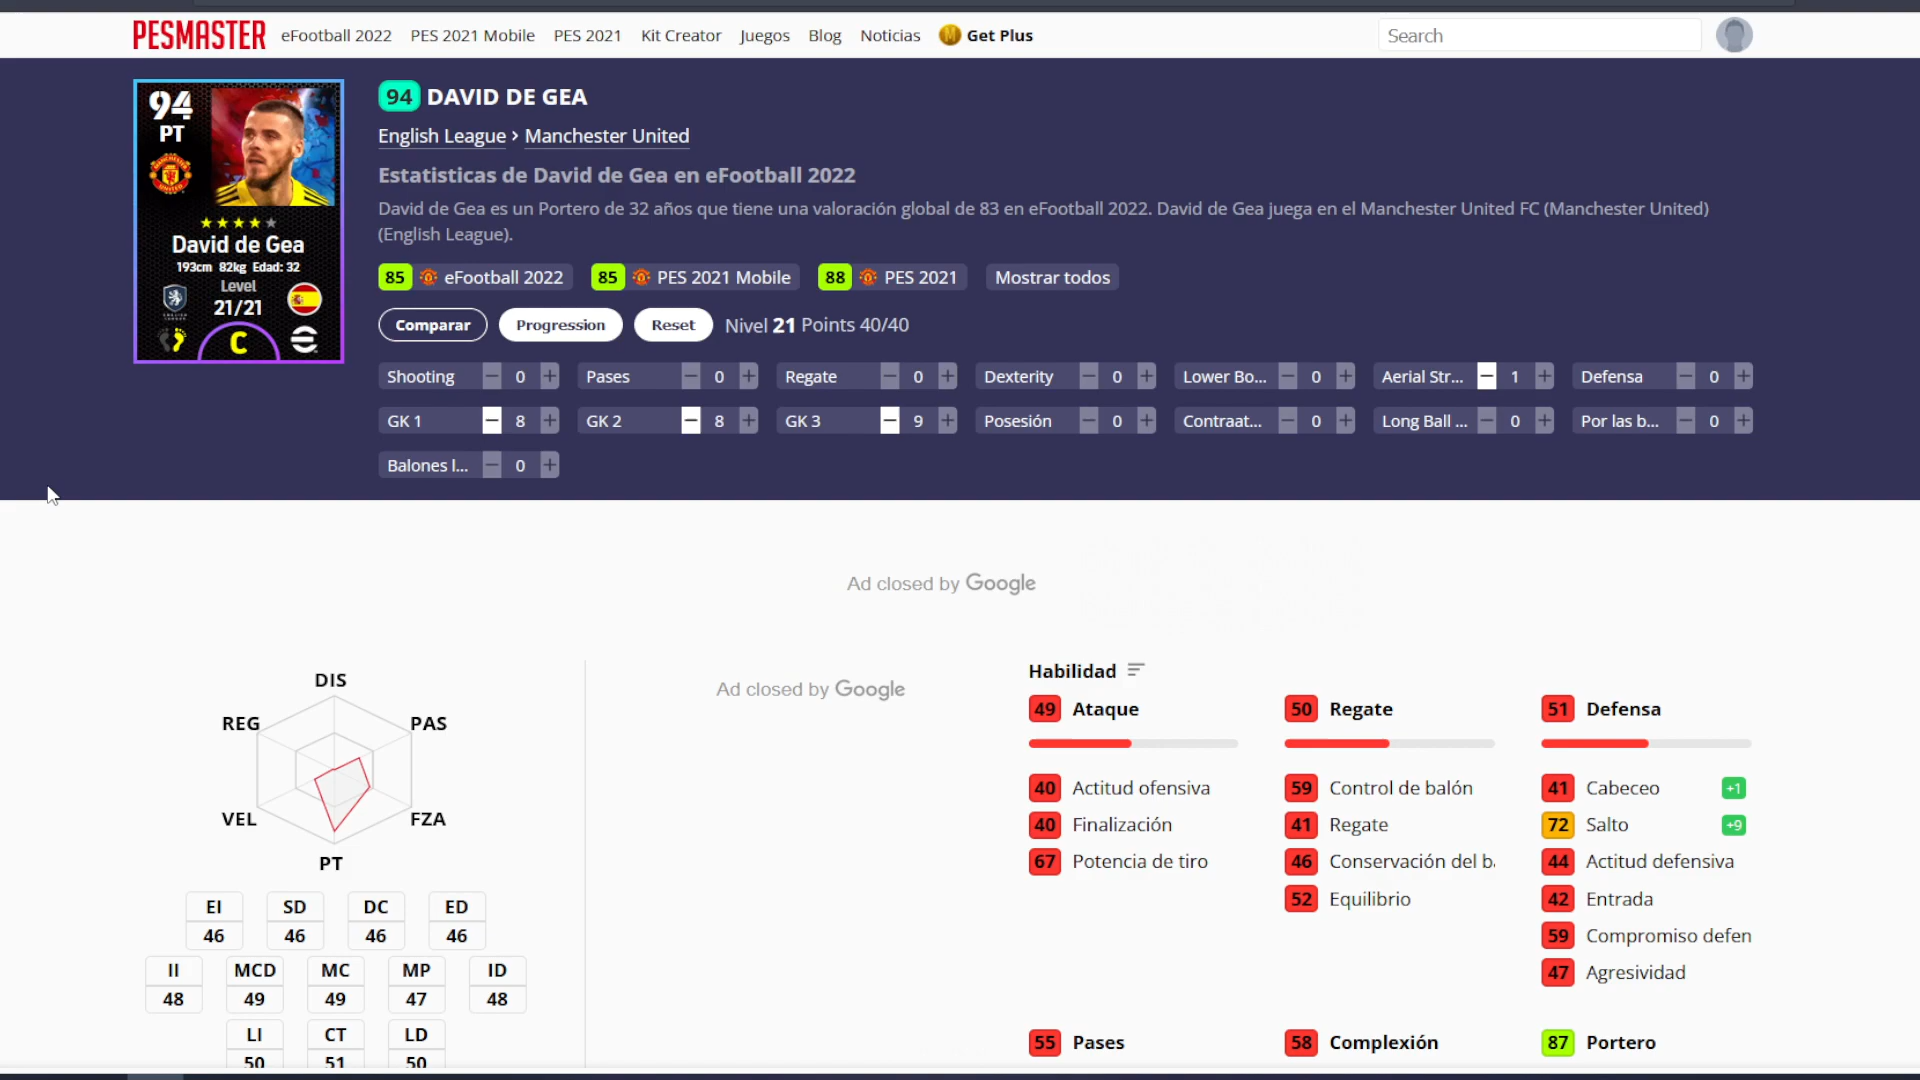 PESMASTER
eFootball 2022 PES 2021 Mobile PES 2021 Kit Creator Juegos Blog Noticias Get Plus
Search
94
PT
David de Gea
193cm 82kg Edad: 32
Level
21/21
C
94 DAVID DE GEA
English League › Manchester United
Estatisticas de David de Gea en eFootball 2022
David de Gea es un Portero de 32 años que tiene una valoración global de 83 en eFootball 2022. David de Gea juega en el Manchester United FC (Manchester United)
(English League).
85 eFootball 2022 85 PES 2021 Mobile 88 PES 2021 Mostrar todos
Comparar Progression Reset Nivel 21 Points 40/40
Shooting − 0 + Pases − 0 + Regate − 0 + Dexterity − 0 + Lower Bo... − 0 + Aerial Str... − 1 + Defensa − 0 +
GK 1 − 8 + GK 2 − 8 + GK 3 − 9 + Posesión − 0 + Contraat... − 0 + Long Ball ... − 0 + Por las b... − 0 +
Balones l... − 0 +
Ad closed by Google
Ad closed by Google
DIS
REG PAS
VEL FZA
PT
EI SD DC ED
46 46 46 46
II MCD MC MP ID
48 49 49 47 48
LI CT LD
50 51 50
Habilidad
49 Ataque
40 Actitud ofensiva
40 Finalización
67 Potencia de tiro
50 Regate
59 Control de balón
41 Regate
46 Conservación del b
52 Equilibrio
51 Defensa
41 Cabeceo +1
72 Salto +9
44 Actitud defensiva
42 Entrada
59 Compromiso defen
47 Agresividad
55 Pases
58 Complexión
87 Portero